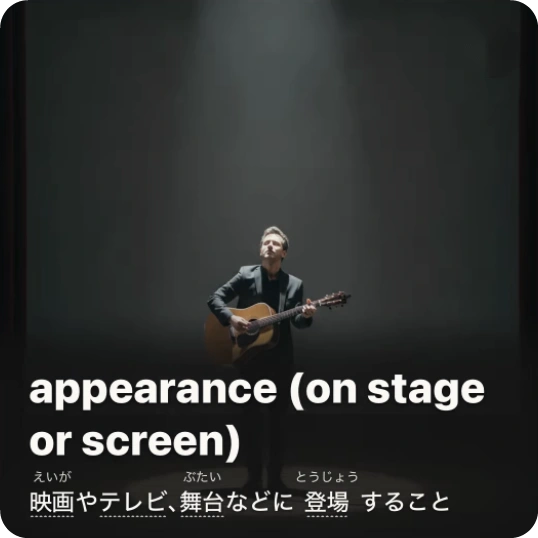 appearance (on stage
or screen)
えいが ぶたい とうじょう
映画やテレビ、舞台などに 登場 すること